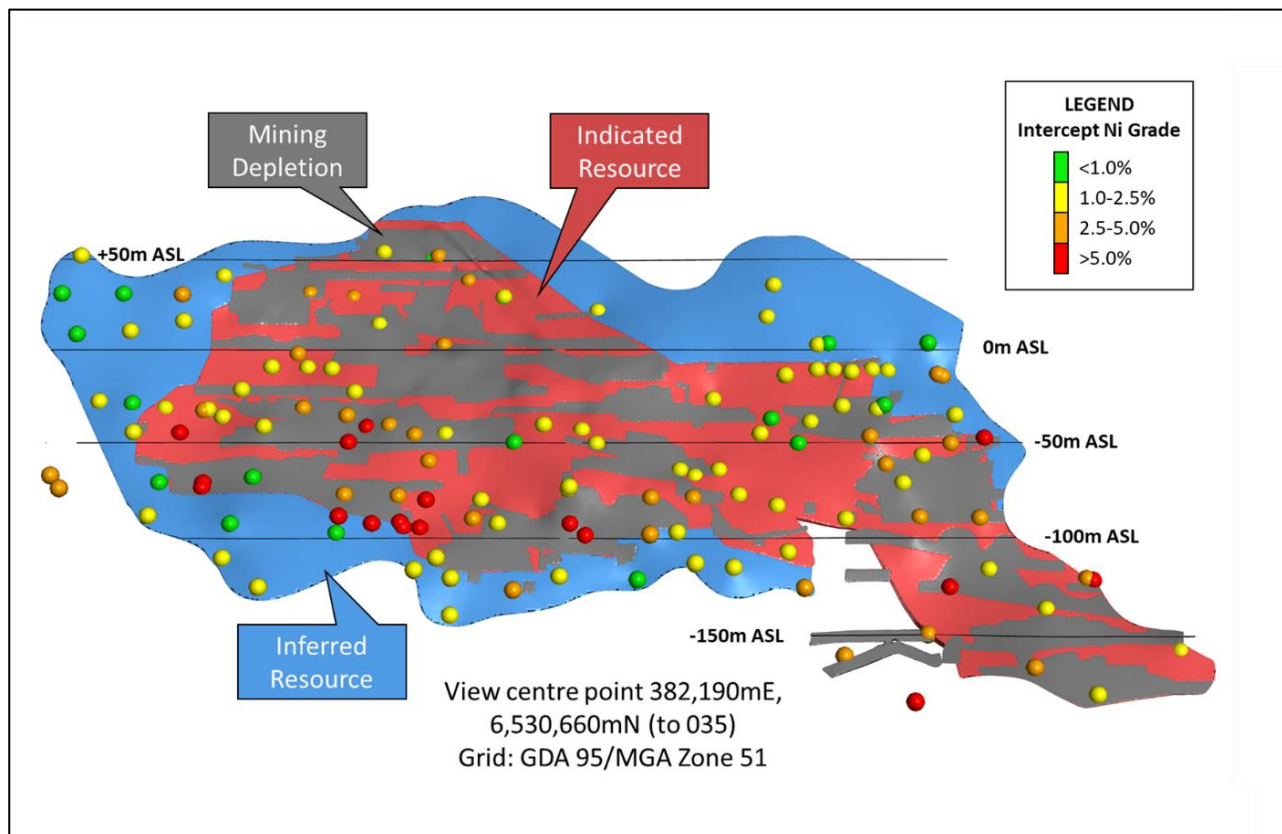 LEGEND
Intercept Ni Grade
<1.0%
1.0-2.5%
2.5-5.0%
>5.0%
Mining
Depletion
Indicated
Resource
+50m ASL
0m ASL
-50m ASL
-100m ASL
-150m ASL
Inferred
Resource
View centre point 382,190mE,
6,530,660mN (to 035)
Grid: GDA 95/MGA Zone 51